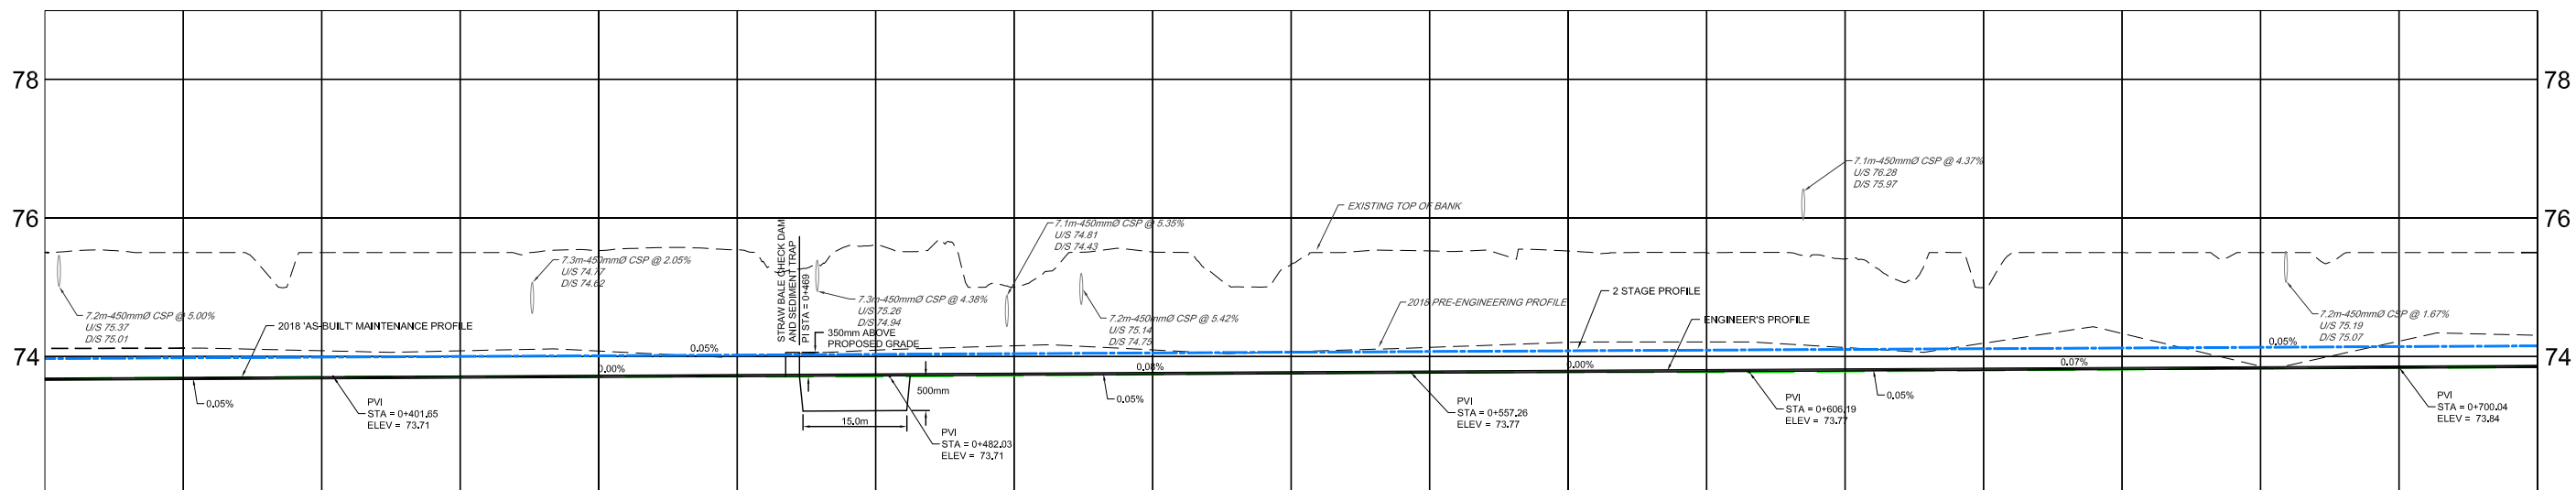 78
78
7.1m-450mmØ CSP @ 4.37%
U/S 76.28
D/S 75.97
76
76
EXISTING TOP OF BANK
7.1m-450mmØ CSP @ 5.35%
U/S 74.81
D/S 74.43
7.3m-450mmØ CSP @ 2.05%
U/S 74.77
D/S 74.62
STRAW BALE CHECK DAM
AND SEDIMENT TRAP
PI STA = 0+469
7.3m-450mmØ CSP @ 4.38%
U/S 75.26
D/S 74.94
2018 PRE-ENGINEERING PROFILE
2 STAGE PROFILE
7.2m-450mmØ CSP @ 5.00%
U/S 75.37
D/S 75.01
2018 'AS-BUILT' MAINTENANCE PROFILE
350mm ABOVE
PROPOSED GRADE
7.2m-450mmØ CSP @ 5.42%
U/S 75.14
D/S 74.75
ENGINEER'S PROFILE
7.2m-450mmØ CSP @ 1.67%
U/S 75.19
D/S 75.07
74
0.05%
0.05%
74
0.00%
0.08%
0.00%
0.07%
0.05%
PVI
STA = 0+401.65
ELEV = 73.71
500mm
15.0m
0.05%
PVI
STA = 0+482.03
ELEV = 73.71
PVI
STA = 0+557.26
ELEV = 73.77
PVI
STA = 0+606.19
ELEV = 73.77
0.05%
PVI
STA = 0+700.04
ELEV = 73.84